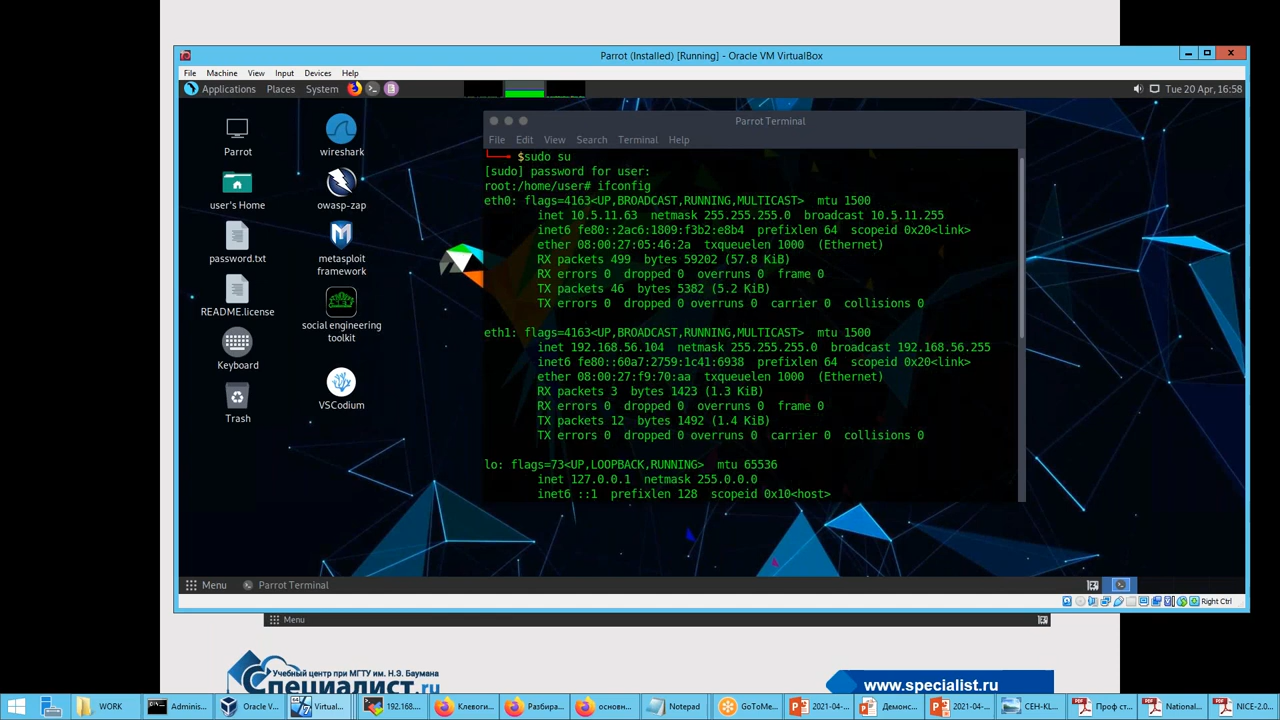 Parrot (Installed) [Running] - Oracle VM VirtualBox
File Machine View Input Devices Help
Applications Places System
Tue 20 Apr, 16:58
Parrot
wireshark
user's Home
owasp-zap
password.txt
metasploit
framework
README.license
social engineering
toolkit
Keyboard
VSCodium
Trash
Parrot Terminal
File Edit View Search Terminal Help
$sudo su
[sudo] password for user:
root:/home/user# ifconfig
eth0: flags=4163<UP,BROADCAST,RUNNING,MULTICAST>  mtu 1500
inet 10.5.11.63  netmask 255.255.255.0  broadcast 10.5.11.255
inet6 fe80::2ac6:1809:f3b2:e8b4  prefixlen 64  scopeid 0x20<link>
ether 08:00:27:05:46:2a  txqueuelen 1000  (Ethernet)
RX packets 499  bytes 59202 (57.8 KiB)
RX errors 0  dropped 0  overruns 0  frame 0
TX packets 46  bytes 5382 (5.2 KiB)
TX errors 0  dropped 0 overruns 0  carrier 0  collisions 0
eth1: flags=4163<UP,BROADCAST,RUNNING,MULTICAST>  mtu 1500
inet 192.168.56.104  netmask 255.255.255.0  broadcast 192.168.56.255
inet6 fe80::60a7:2759:1c41:6938  prefixlen 64  scopeid 0x20<link>
ether 08:00:27:f9:70:aa  txqueuelen 1000  (Ethernet)
RX packets 3  bytes 1423 (1.3 KiB)
RX errors 0  dropped 0  overruns 0  frame 0
TX packets 12  bytes 1492 (1.4 KiB)
TX errors 0  dropped 0 overruns 0  carrier 0  collisions 0
lo: flags=73<UP,LOOPBACK,RUNNING>  mtu 65536
inet 127.0.0.1  netmask 255.0.0.0
inet6 ::1  prefixlen 128  scopeid 0x10<host>
Menu Parrot Terminal
Right Ctrl
Menu
Учебный центр при МГТУ им. Н.Э. Баумана
Специалист.ru
www.specialist.ru
WORK Adminis... Oracle V... Virtual... 192.168.... Клевоги... Разбира... основн... Notepad GoToMe... 2021-04-... Демонс... 2021-04-... CEH-KL... Проф ст... National... NICE-2.0...